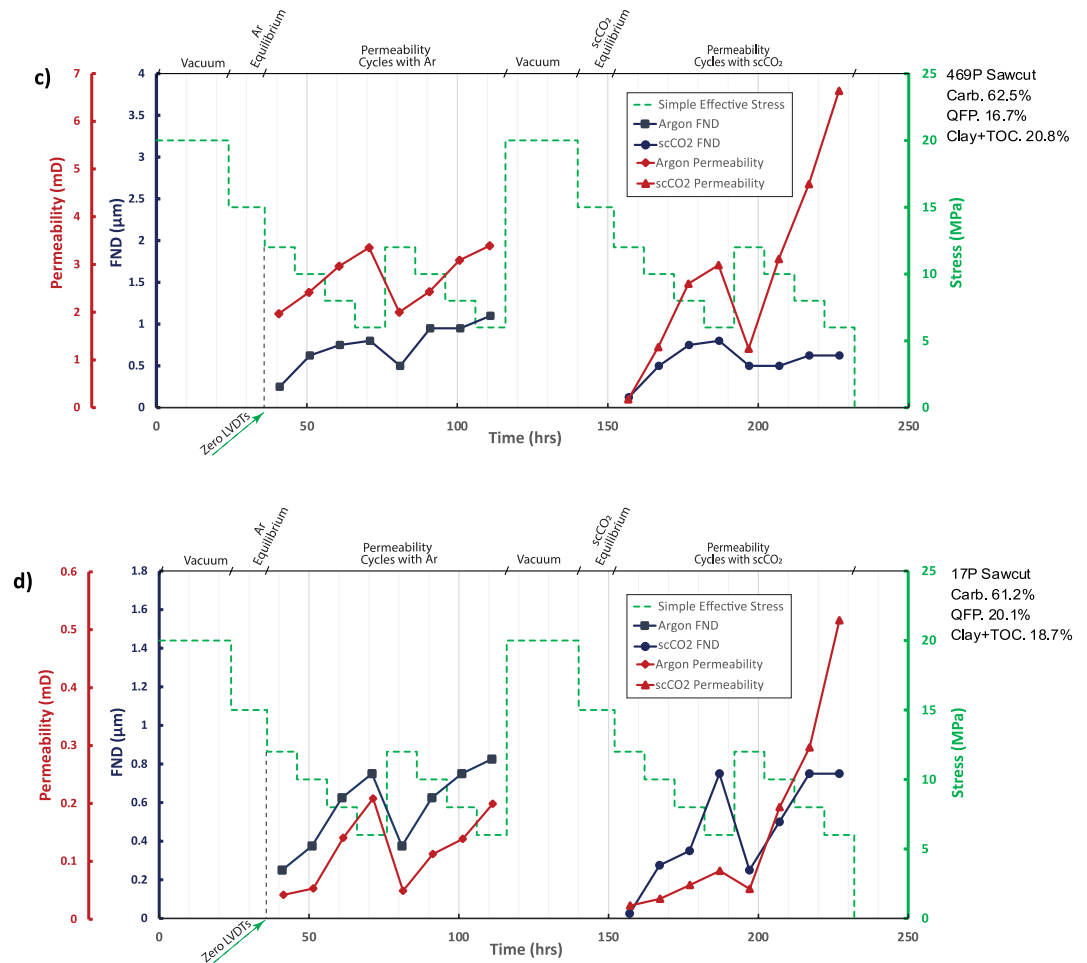 Ar
Equilibrium
scCO₂
Equilibrium
Vacuum
Permeability
Cycles with Ar
Vacuum
Permeability
Cycles with scCO₂
c)
7
6
5
4
3
2
1
0
Permeability (mD)
4
3.5
3
2.5
2
1.5
1
0.5
0
FND (µm)
Simple Effective Stress
Argon FND
scCO2 FND
Argon Permeability
scCO2 Permeability
25
20
15
10
5
0
Stress (MPa)
469P Sawcut
Carb. 62.5%
QFP. 16.7%
Clay+TOC. 20.8%
0
50
100
150
200
250
Time (hrs)
Zero LVDTs
Ar
Equilibrium
scCO₂
Equilibrium
Vacuum
Permeability
Cycles with Ar
Vacuum
Permeability
Cycles with scCO₂
d)
0.6
0.5
0.4
0.3
0.2
0.1
0
Permeability (mD)
1.8
1.6
1.4
1.2
1
0.8
0.6
0.4
0.2
0
FND (µm)
Simple Effective Stress
Argon FND
scCO2 FND
Argon Permeability
scCO2 Permeability
25
20
15
10
5
0
Stress (MPa)
17P Sawcut
Carb. 61.2%
QFP. 20.1%
Clay+TOC. 18.7%
0
50
100
150
200
250
Time (hrs)
Zero LVDTs